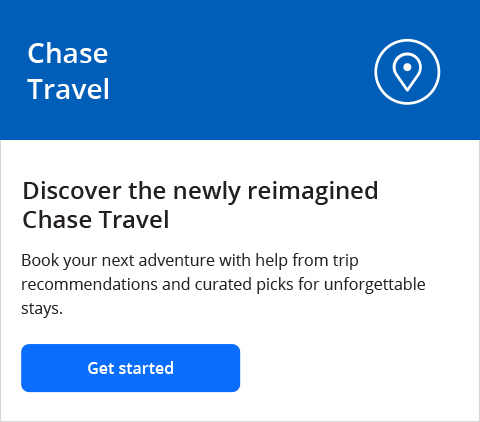 Chase
Travel
Discover the newly reimagined
Chase Travel
Book your next adventure with help from trip
recommendations and curated picks for unforgettable
stays.
Get started